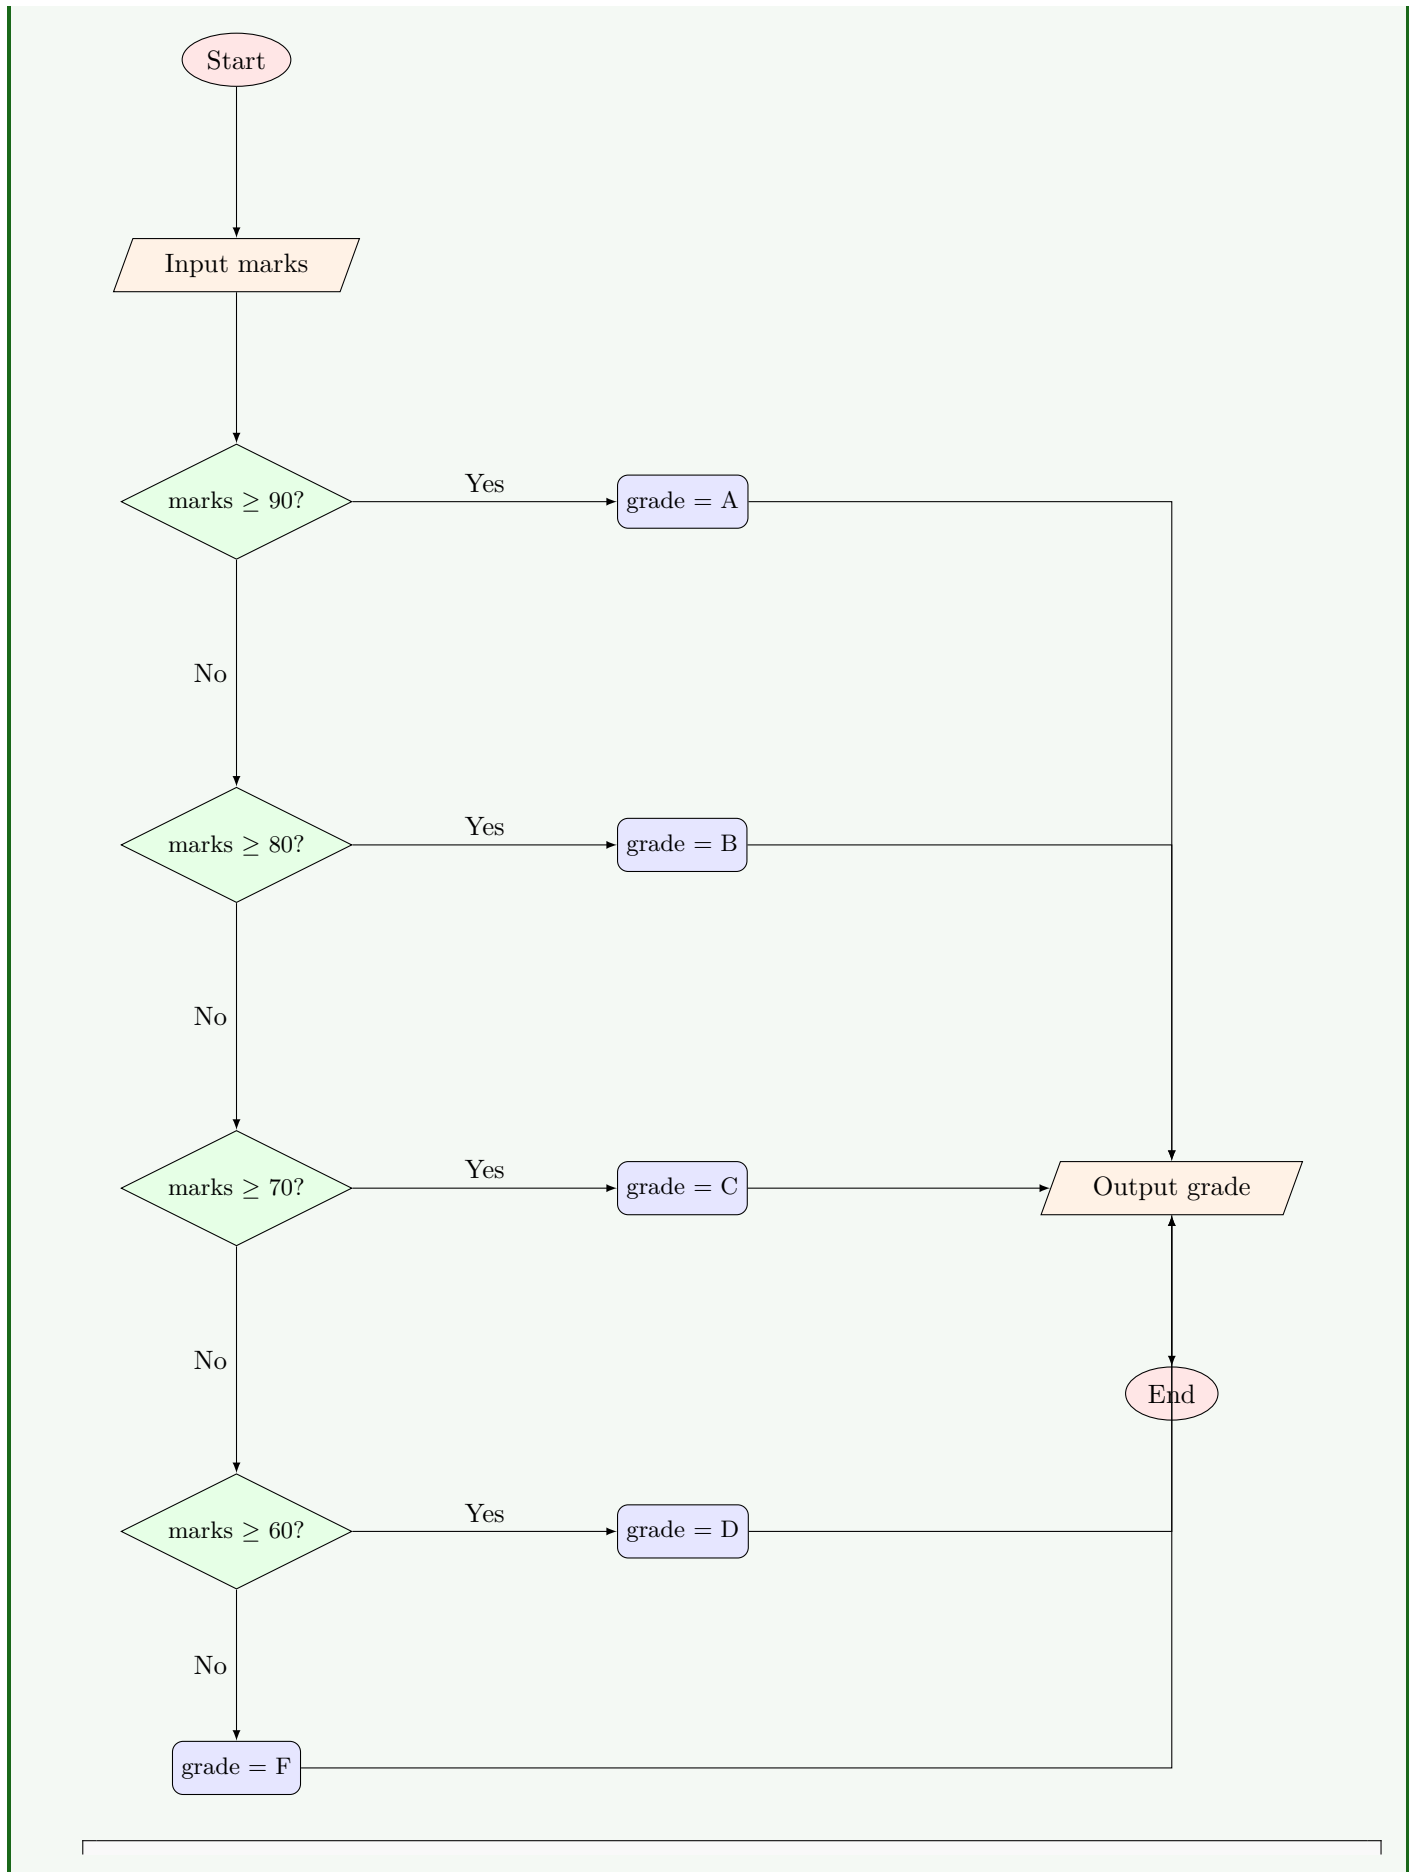 Start
Input marks
marks ≥ 90?
Yes
grade = A
No
marks ≥ 80?
Yes
grade = B
No
marks ≥ 70?
Yes
grade = C
Output grade
No
End
marks ≥ 60?
Yes
grade = D
No
grade = F